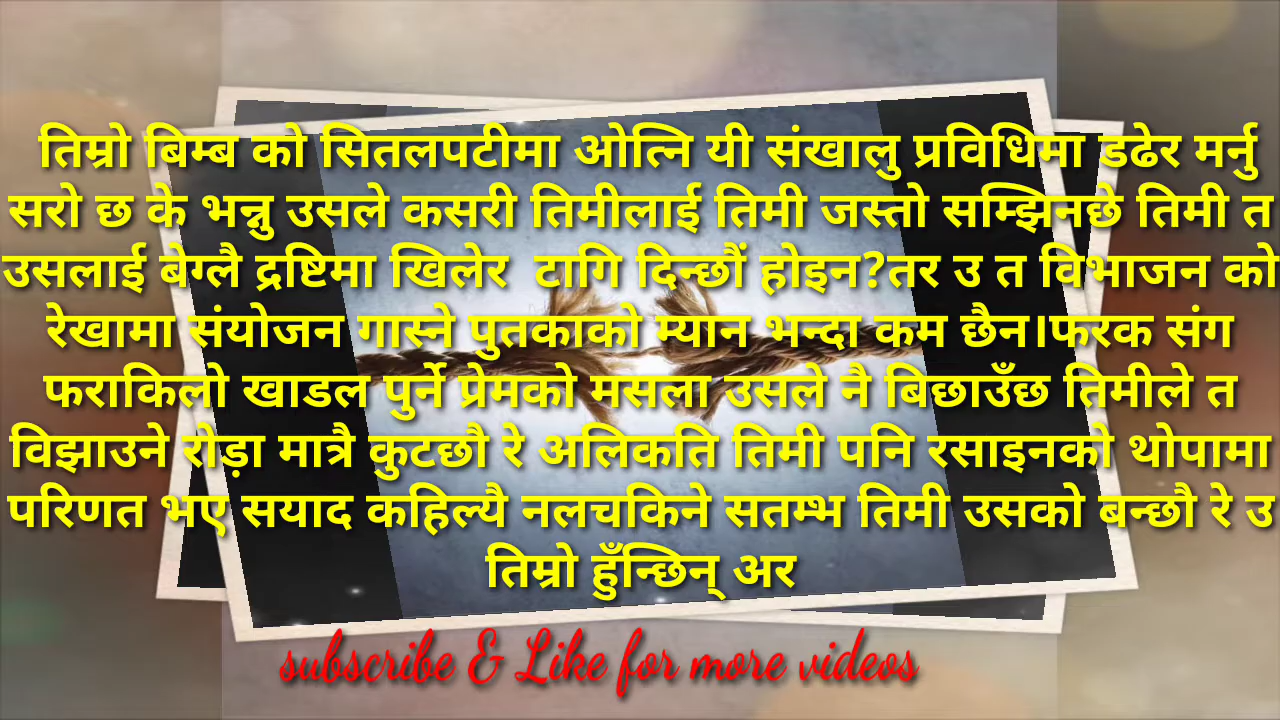 तिम्रो बिम्ब को सितलपटीमा ओत्नि यी संखालु प्रविधिमा डढेर मर्नु
सरो छ के भन्नु उसले कसरी तिमीलाई तिमी जस्तो सम्झिनछे तिमी त
उसलाई बेग्लै द्रष्टिमा खिलेर टागि दिन्छौं होइन?तर उ त विभाजन को
रेखामा संयोजन गास्ने पुतकाको म्यान भन्दा कम छैन।फरक संग
फराकिलो खाडल पुर्ने प्रेमको मसला उसले नै बिछाउँछ तिमीले त
विझाउने रोड़ा मात्रै कुटछौ रे अलिकति तिमी पनि रसाइनको थोपामा
परिणत भए सयाद कहिल्यै नलचकिने सतम्भ तिमी उसको बन्छौ रे उ
तिम्रो हुँन्छिन् अर
subscribe & Like for more videos